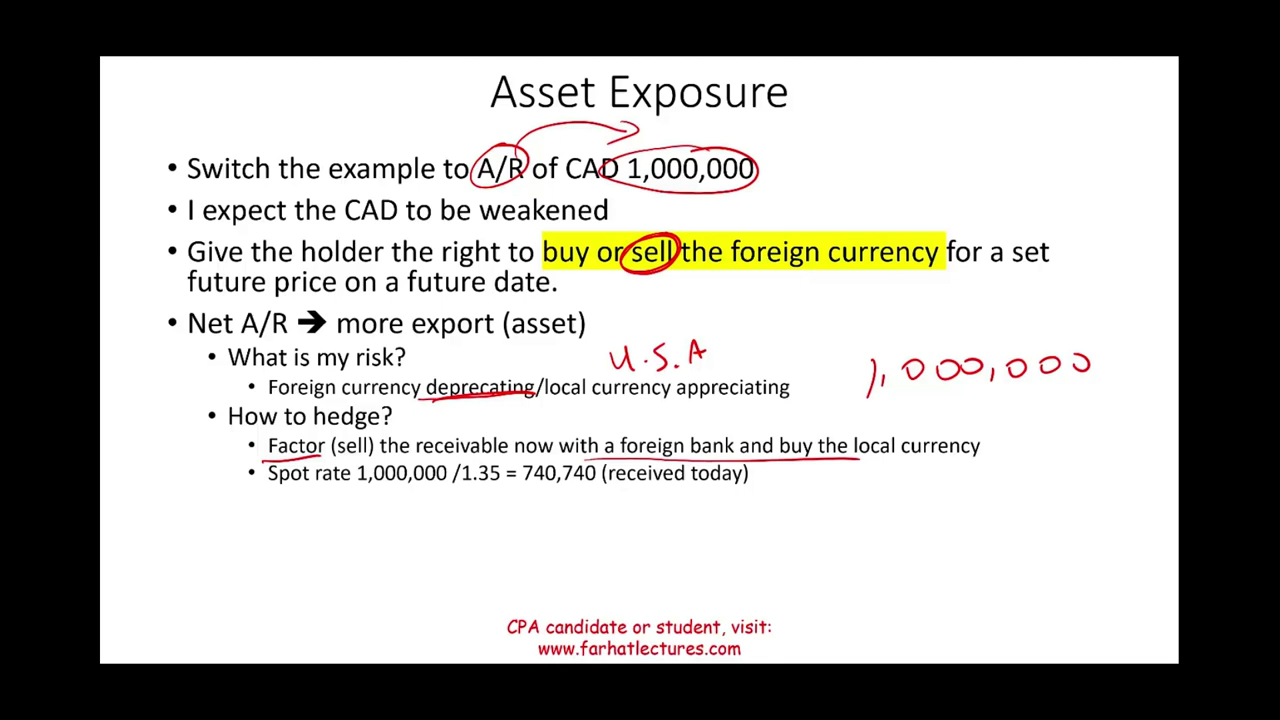 Asset Exposure
• Switch the example to A/R of CAD 1,000,000
• I expect the CAD to be weakened
• Give the holder the right to buy or sell the foreign currency for a set
future price on a future date.
• Net A/R ➔ more export (asset)
• What is my risk?
U.S.A
1,000,000
• Foreign currency deprecating/local currency appreciating
• How to hedge?
• Factor (sell) the receivable now with a foreign bank and buy the local currency
• Spot rate 1,000,000 /1.35 = 740,740 (received today)
CPA candidate or student, visit:
www.farhatlectures.com